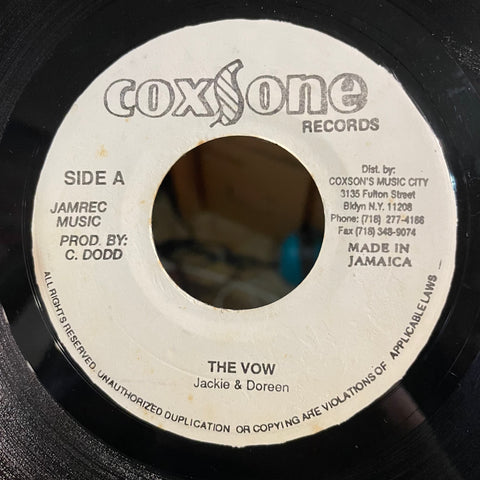 coxsone
RECORDS
SIDE A
JAMREC
MUSIC
PROD. BY:
C. DODD
Dist. by:
COXSON'S MUSIC CITY
3135 Fulton Street
Bklyn N.Y. 11208
Phone: (718) 277-4166
Fax (718) 348-9074
MADE IN
JAMAICA
THE VOW
Jackie & Doreen
ALL RIGHTS RESERVED. UNAUTHORIZED DUPLICATION OR COPYING ARE VIOLATIONS OF APPLICABLE LAWS